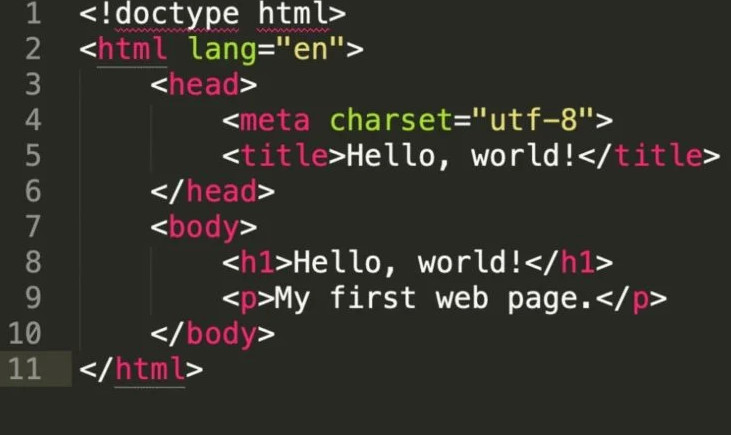 1 <!doctype html>
2 <html lang="en">
3     <head>
4         <meta charset="utf-8">
5         <title>Hello, world!</title>
6     </head>
7     <body>
8         <h1>Hello, world!</h1>
9         <p>My first web page.</p>
10     </body>
11 </html>